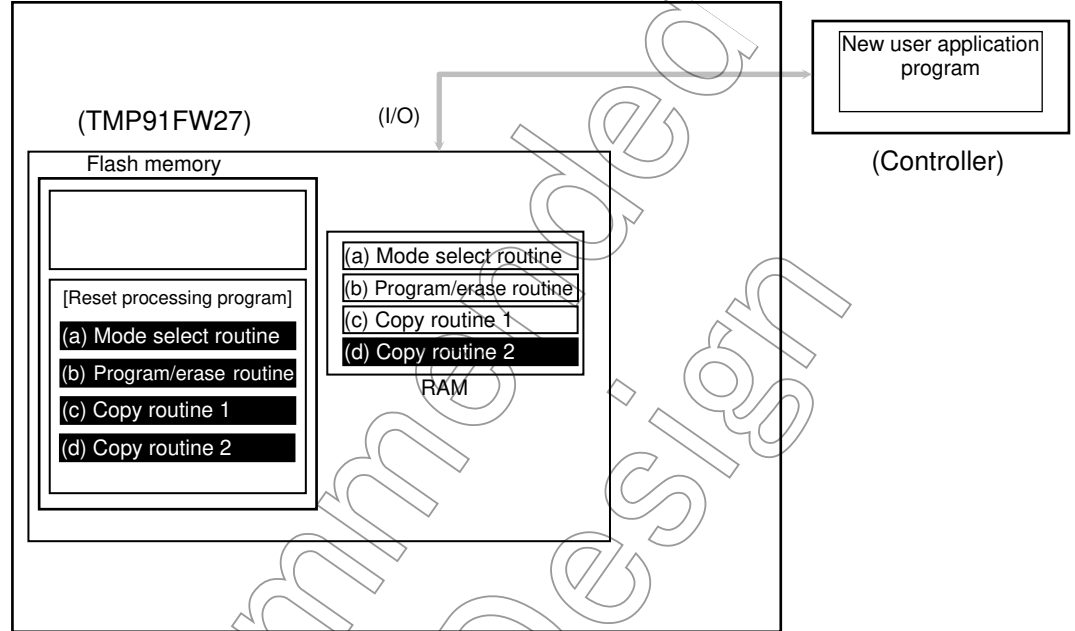 New user application
program
(TMP91FW27)
(I/O)
(Controller)
Flash memory
[Reset processing program]
(a) Mode select routine
(b) Program/erase routine
(c) Copy routine 1
(d) Copy routine 2
(a) Mode select routine
(b) Program/erase routine
(c) Copy routine 1
(d) Copy routine 2
RAM